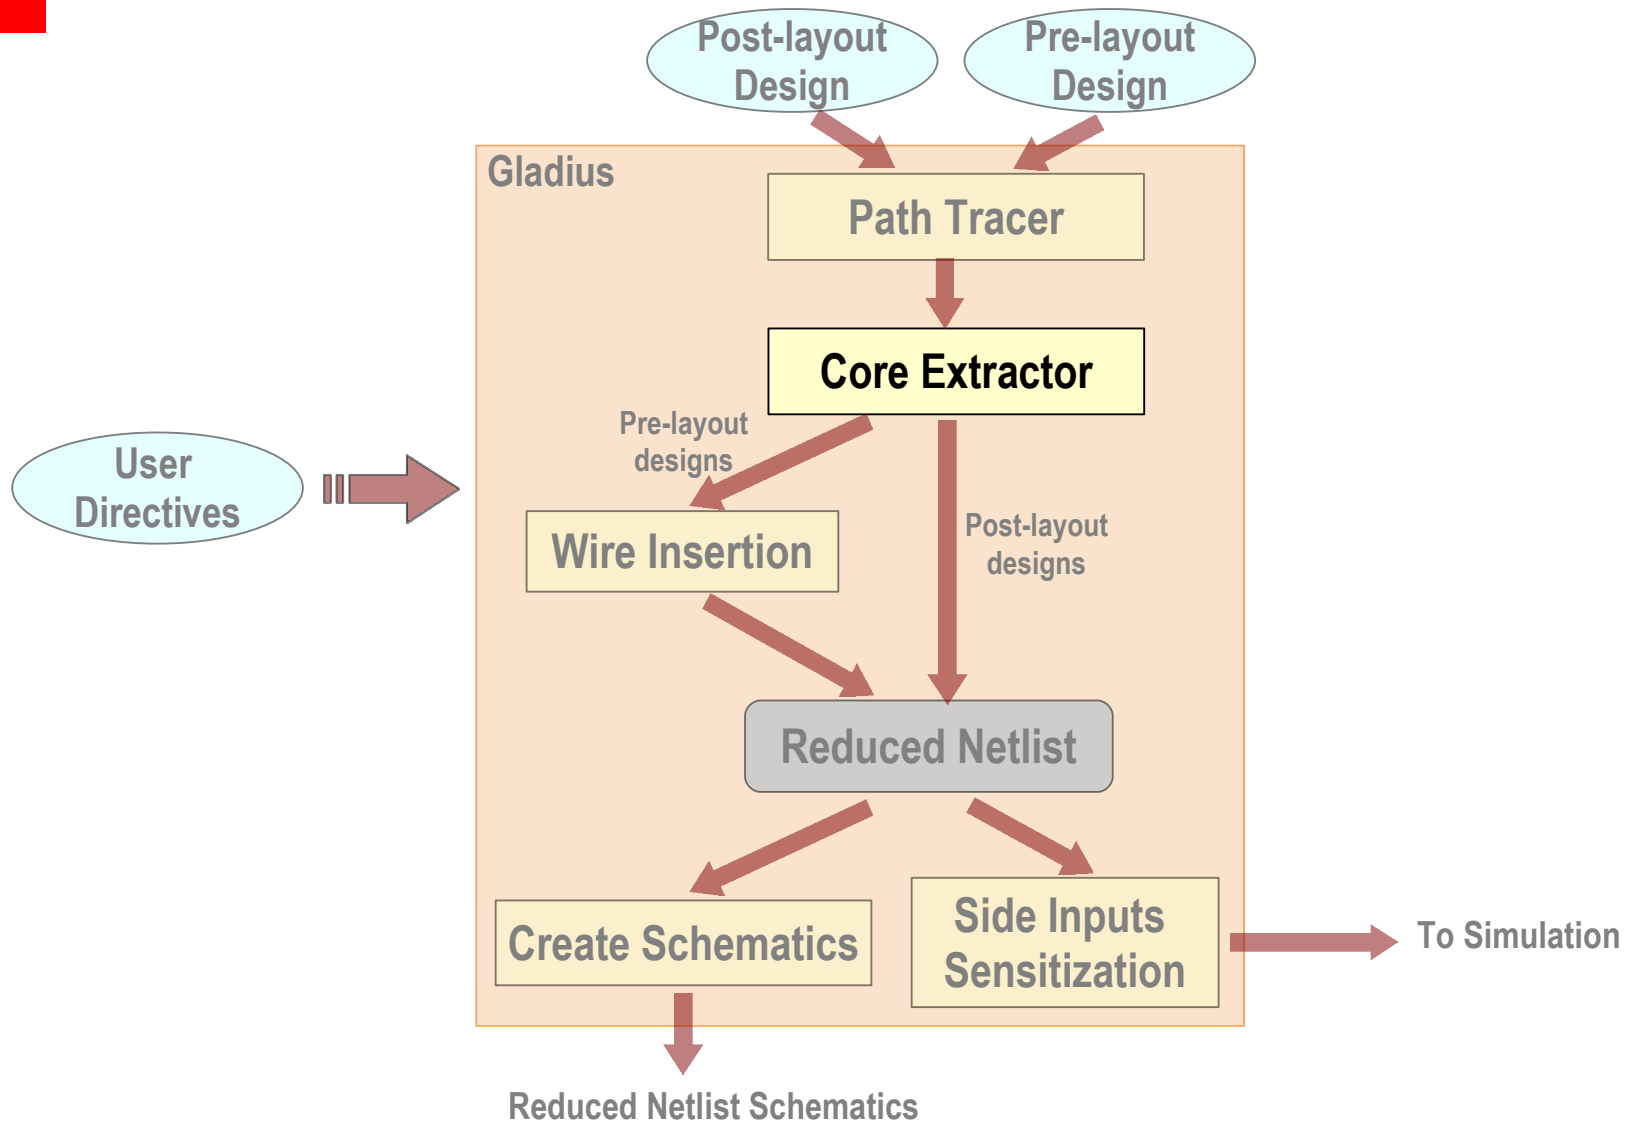 Post-layout
Design
Pre-layout
Design
Gladius
Path Tracer
Core Extractor
Pre-layout
designs
User
Directives
Post-layout
designs
Wire Insertion
Reduced Netlist
Create Schematics
Side Inputs
Sensitization
To Simulation
Reduced Netlist Schematics